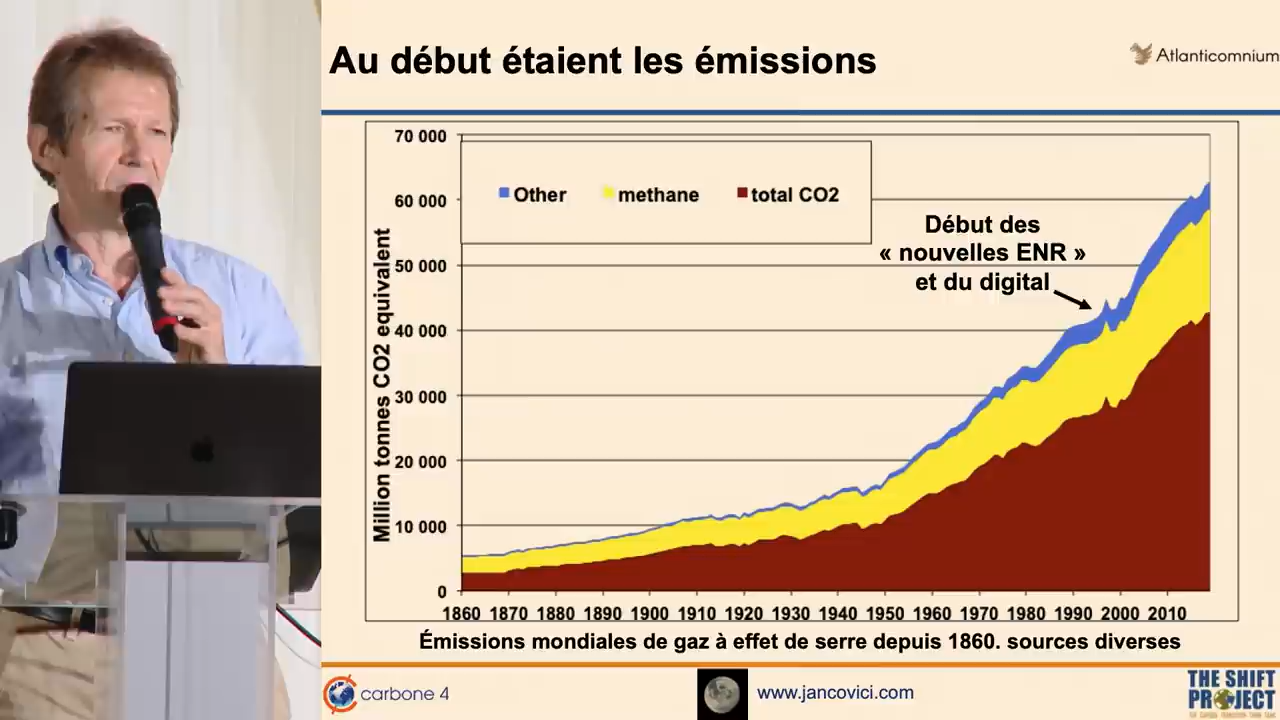 Au début étaient les émissions
Atlanticomnium
70 000
60 000
50 000
40 000
30 000
20 000
10 000
0
Million tonnes CO2 equivalent
Other
methane
total CO2
Début des
« nouvelles ENR »
et du digital
1860 1870 1880 1890 1900 1910 1920 1930 1940 1950 1960 1970 1980 1990 2000 2010
Émissions mondiales de gaz à effet de serre depuis 1860. sources diverses
carbone 4
www.jancovici.com
THE SHIFT
PROJECT